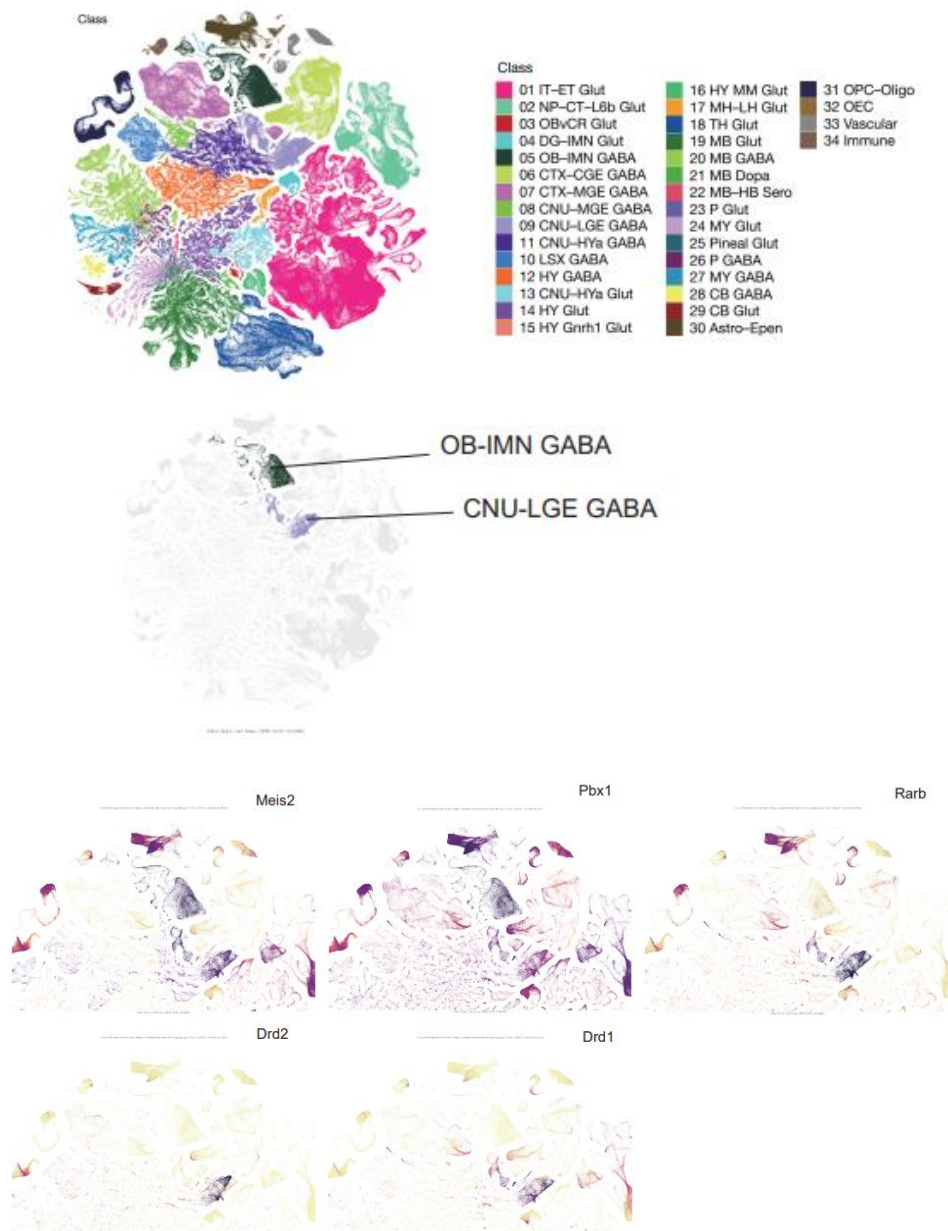 Class
Class
01 IT–ET Glut
02 NP–CT–L6b Glut
03 OBvCR Glut
04 DG–IMN Glut
05 OB–IMN GABA
06 CTX–CGE GABA
07 CTX–MGE GABA
08 CNU–MGE GABA
09 CNU–LGE GABA
11 CNU–HYa GABA
10 LSX GABA
12 HY GABA
13 CNU–HYa Glut
14 HY Glut
15 HY Gnrh1 Glut
16 HY MM Glut
17 MH–LH Glut
18 TH Glut
19 MB Glut
20 MB GABA
21 MB Dopa
22 MB–HB Sero
23 P Glut
24 MY Glut
25 Pineal Glut
26 P GABA
27 MY GABA
28 CB GABA
29 CB Glut
30 Astro–Epen
31 OPC–Oligo
32 OEC
33 Vascular
34 Immune
OB-IMN GABA
CNU-LGE GABA
Meis2
Pbx1
Rarb
Drd2
Drd1